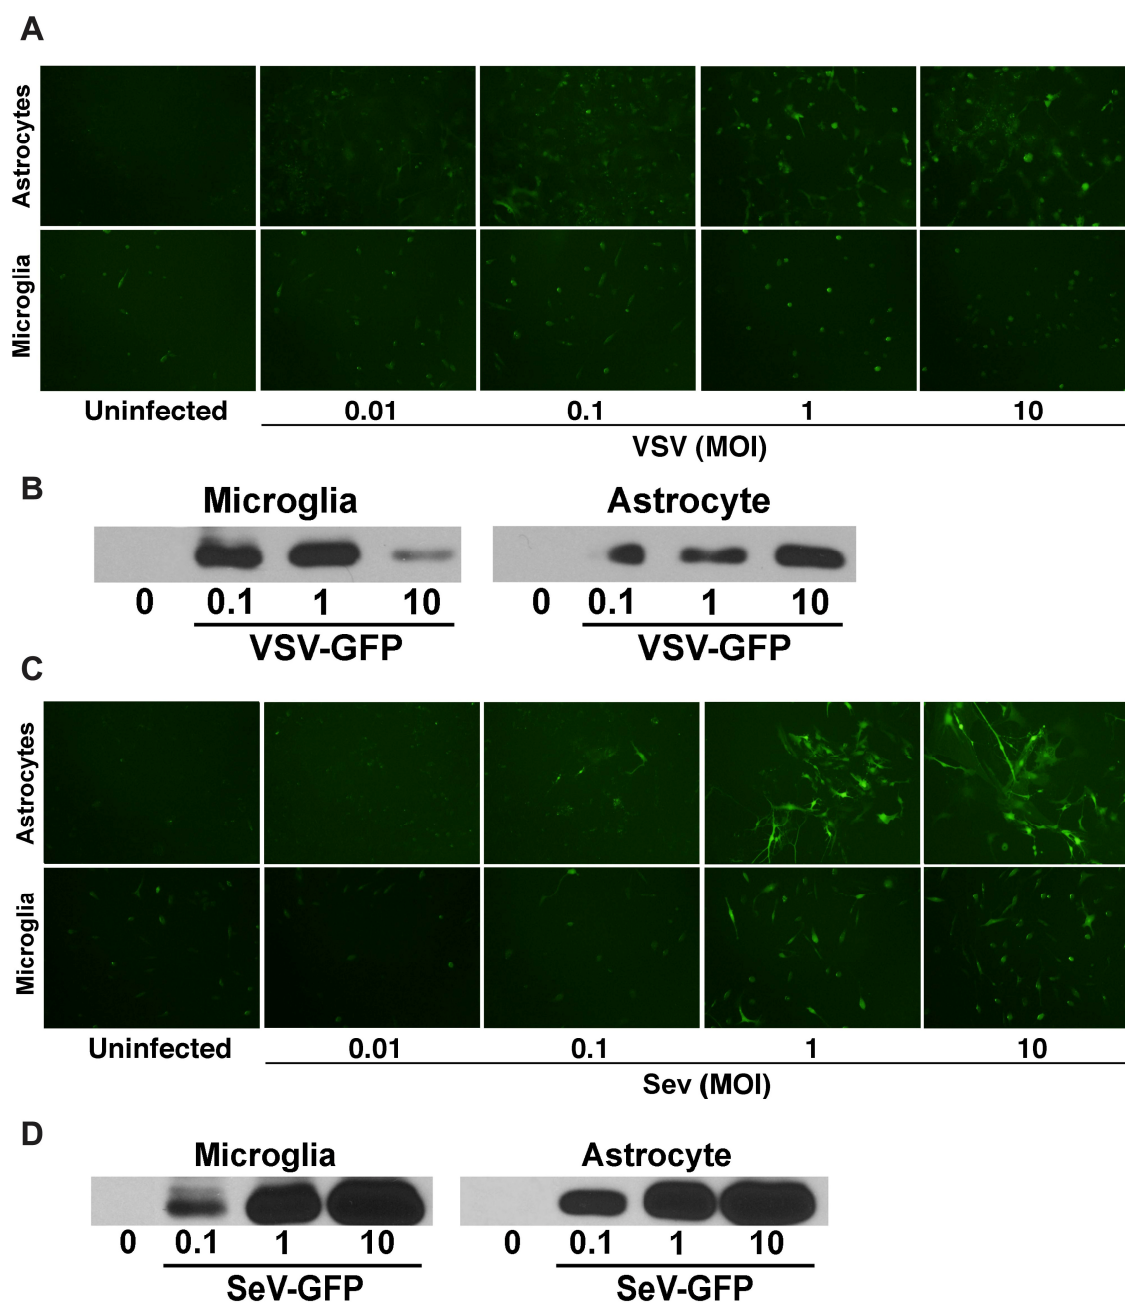 A
Astrocytes
Microglia
Uninfected 0.01 0.1 1 10
VSV (MOI)
B
Microglia Astrocyte
0 0.1 1 10 0 0.1 1 10
VSV-GFP VSV-GFP
C
Astrocytes
Microglia
Uninfected 0.01 0.1 1 10
Sev (MOI)
D
Microglia Astrocyte
0 0.1 1 10 0 0.1 1 10
SeV-GFP SeV-GFP